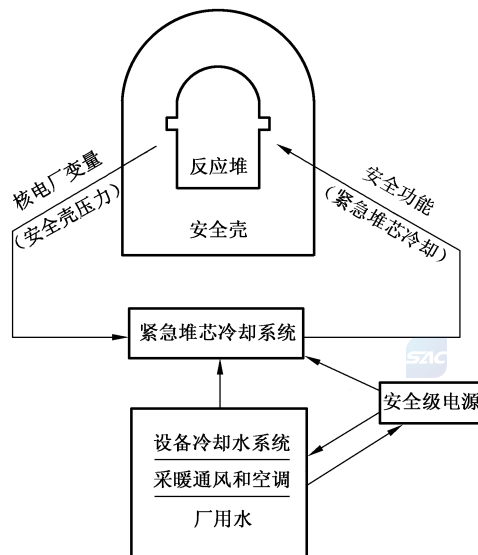 反应堆
安全壳
核电厂变量
(安全壳压力)
安全功能
(紧急堆芯冷却)
紧急堆芯冷却系统
SAC
安全级电源
设备冷却水系统
采暖通风和空调
厂用水